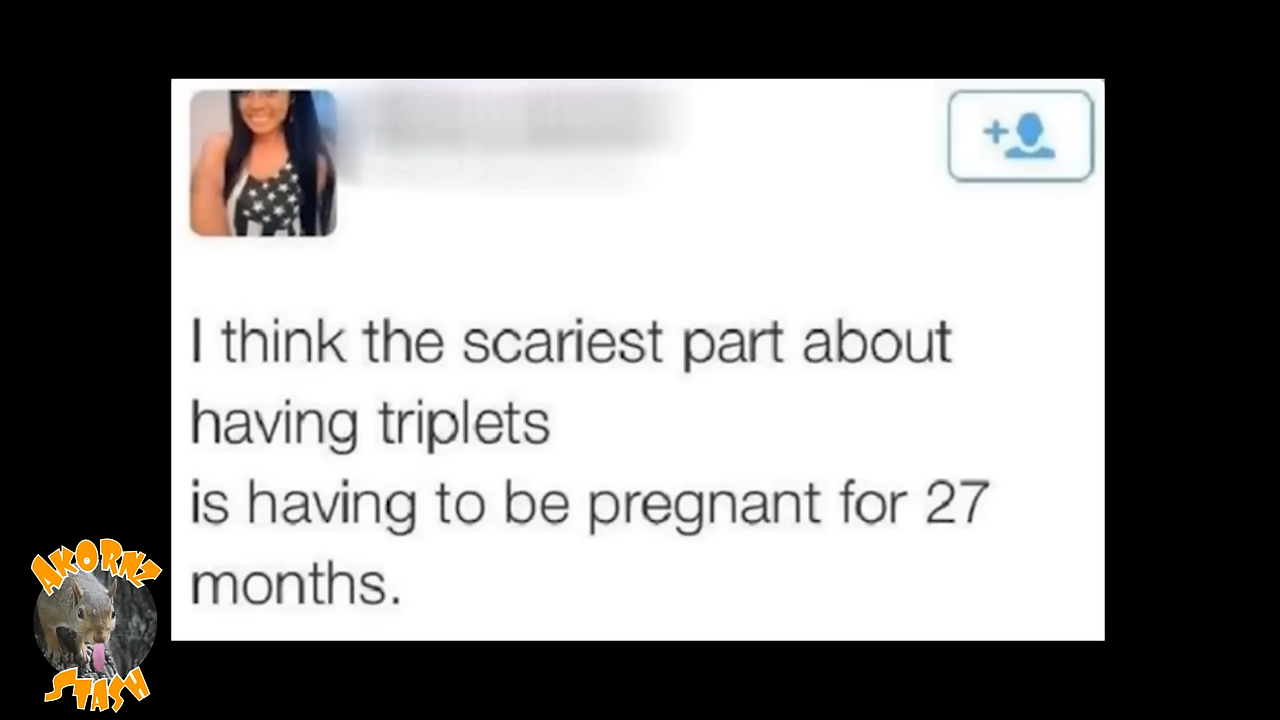 I think the scariest part about
having triplets
is having to be pregnant for 27
months.
AKORNZ
STASH